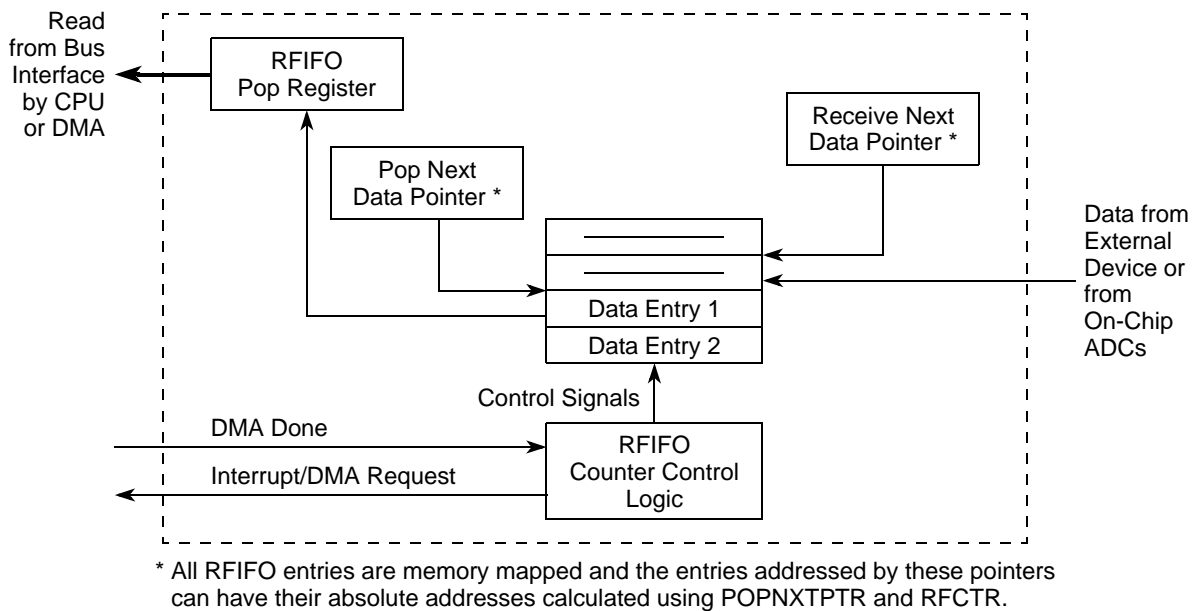 Read
from Bus
Interface
by CPU
or DMA
RFIFO
Pop Register
Pop Next
Data Pointer *
Receive Next
Data Pointer *
Data from
External
Device or
from
On-Chip
ADCs
Data Entry 1
Data Entry 2
Control Signals
DMA Done
Interrupt/DMA Request
RFIFO
Counter Control
Logic
* All RFIFO entries are memory mapped and the entries addressed by these pointers
can have their absolute addresses calculated using POPNXTPTR and RFCTR.